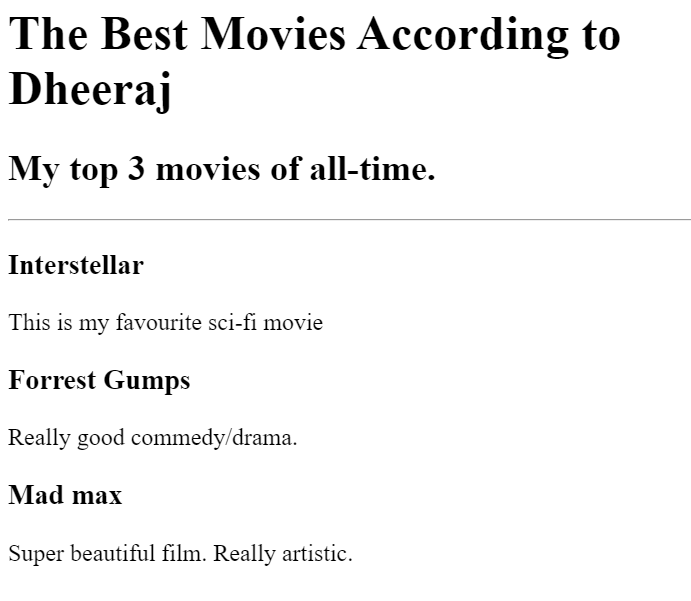 The Best Movies According to
Dheeraj
My top 3 movies of all-time.
Interstellar
This is my favourite sci-fi movie
Forrest Gumps
Really good commedy/drama.
Mad max
Super beautiful film. Really artistic.